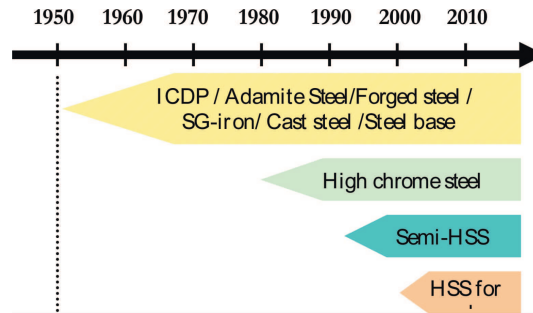 1950 1960 1970 1980 1990 2000 2010
ICDP / Adamite Steel/Forged steel /
SG-iron/ Cast steel /Steel base
High chrome steel
Semi-HSS
HSS for